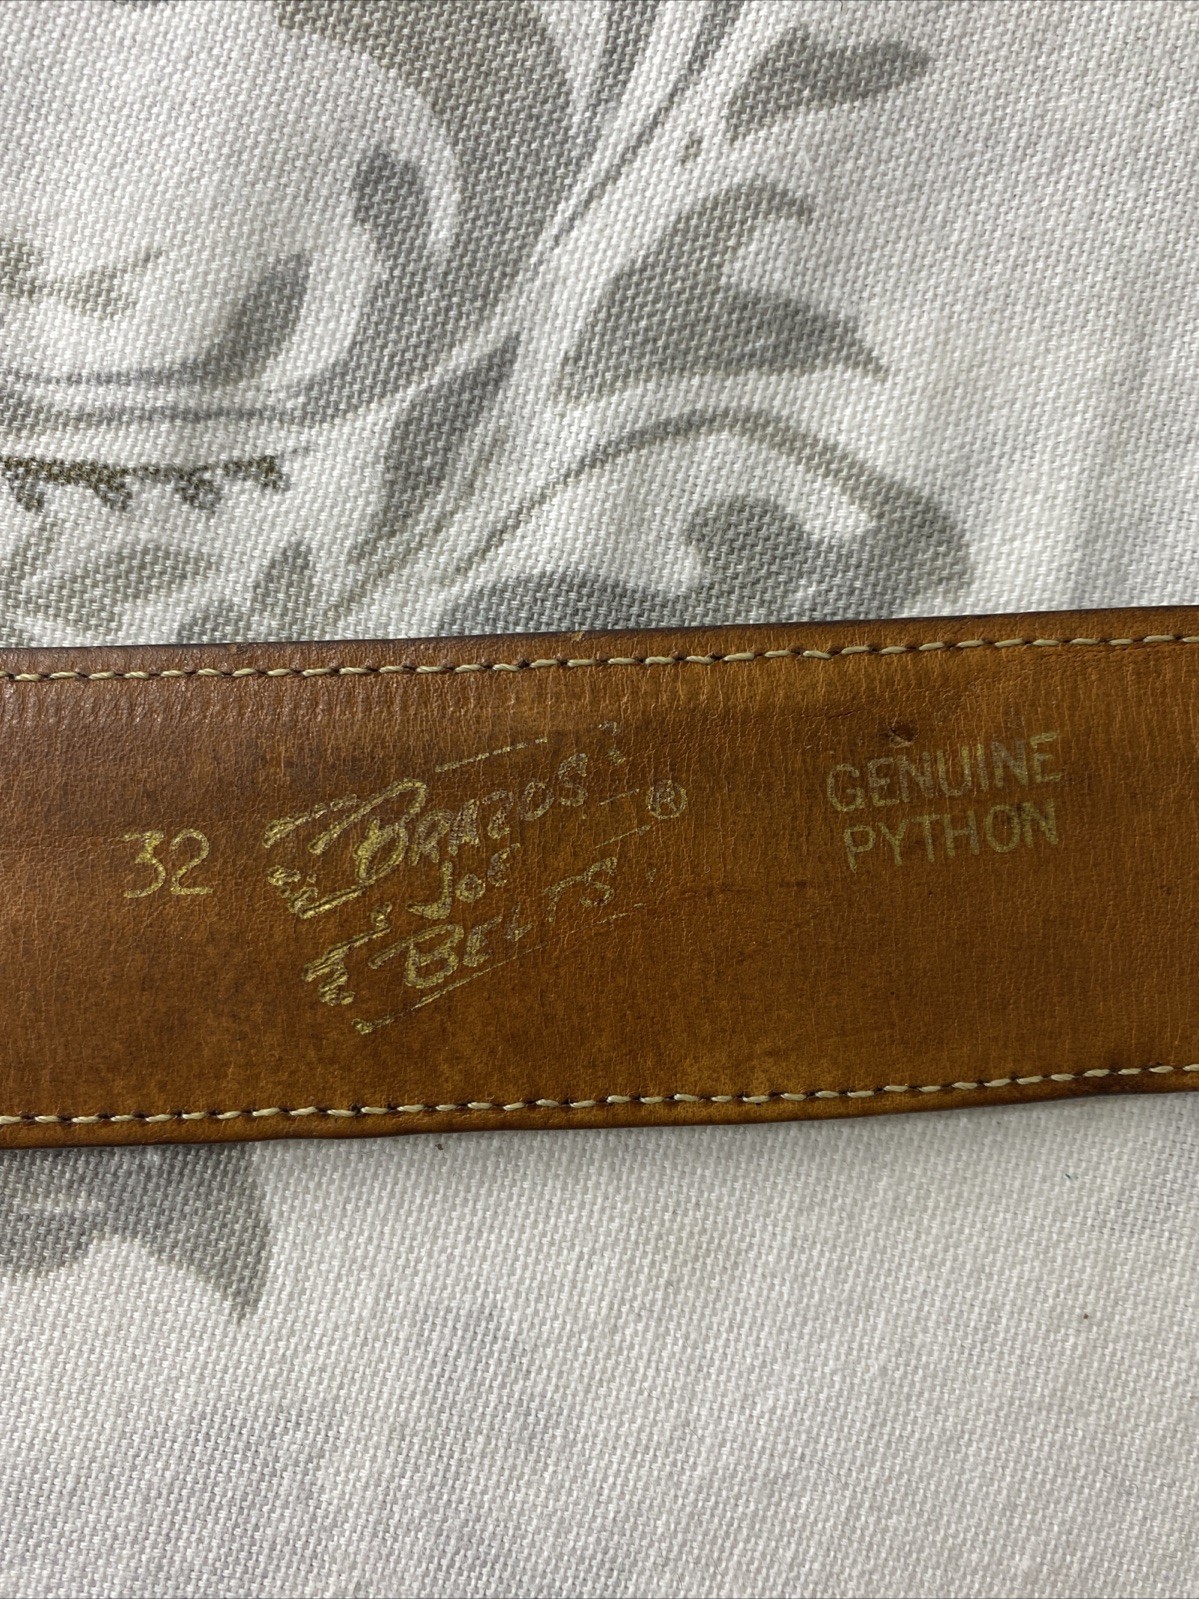 32
BRAZOS
JOE
BELTS
®
GENUINE
PYTHON